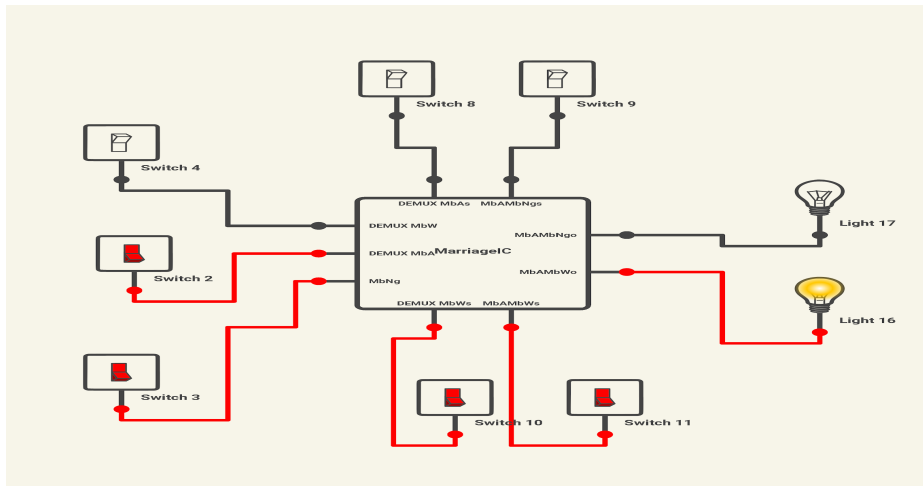 Switch 8
Switch 9
Switch 4
DEMUX MbAs
MbAMbNgs
DEMUX MbW
Light 17
MbAMbNgo
DEMUX MbA
MarriageIC
Switch 2
MbAMbWo
MbNg
DEMUX MbWs
MbAMbWs
Light 16
Switch 3
Switch 10
Switch 11